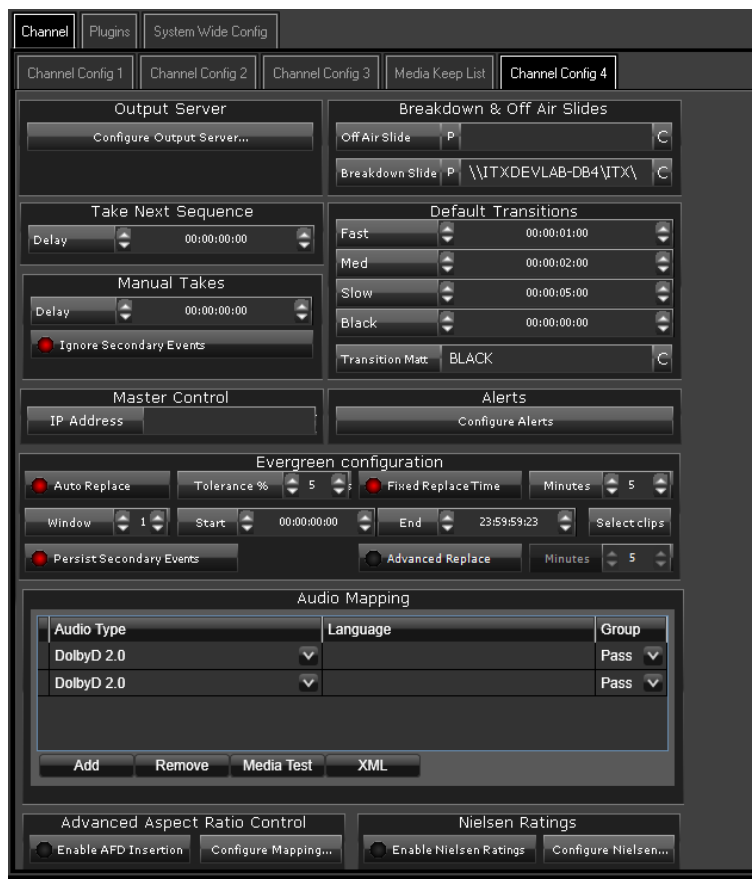 Channel Plugins System Wide Config
Channel Config 1 Channel Config 2 Channel Config 3 Media Keep List Channel Config 4
Output Server
Configure Output Server...
Breakdown & Off Air Slides
Off Air Slide P C
Breakdown Slide P \\ITXDEVLAB-DB4\ITX\ C
Take Next Sequence
Delay 00:00:00:00
Manual Takes
Delay 00:00:00:00
Ignore Secondary Events
Default Transitions
Fast 00:00:01:00
Med 00:00:02:00
Slow 00:00:05:00
Black 00:00:00:00
Transition Matt BLACK C
Master Control
IP Address
Alerts
Configure Alerts
Evergreen configuration
Auto Replace Tolerance % 5 Fixed Replace Time Minutes 5
Window 1 Start 00:00:00:00 End 23:59:59:23 Select clips
Persist Secondary Events Advanced Replace Minutes 5
Audio Mapping
Audio Type Language Group
DolbyD 2.0 Pass
DolbyD 2.0 Pass
Add Remove Media Test XML
Advanced Aspect Ratio Control
Enable AFD Insertion Configure Mapping...
Nielsen Ratings
Enable Nielsen Ratings Configure Nielsen...